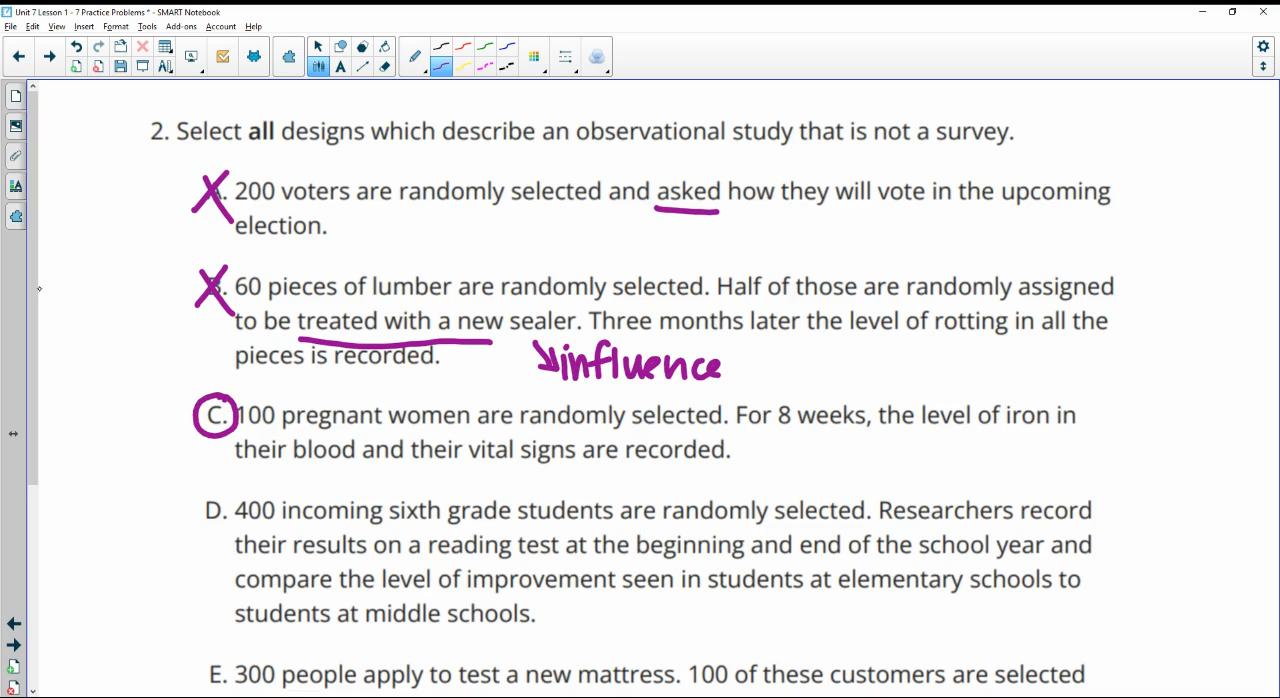 Unit 7 Lesson 1 - 7 Practice Problems * - SMART Notebook
File Edit View Insert Format Tools Add-ons Account Help
2. Select all designs which describe an observational study that is not a survey.
A. 200 voters are randomly selected and asked how they will vote in the upcoming
election.
B. 60 pieces of lumber are randomly selected. Half of those are randomly assigned
to be treated with a new sealer. Three months later the level of rotting in all the
pieces is recorded.
influence
C. 100 pregnant women are randomly selected. For 8 weeks, the level of iron in
their blood and their vital signs are recorded.
D. 400 incoming sixth grade students are randomly selected. Researchers record
their results on a reading test at the beginning and end of the school year and
compare the level of improvement seen in students at elementary schools to
students at middle schools.
E. 300 people apply to test a new mattress. 100 of these customers are selected